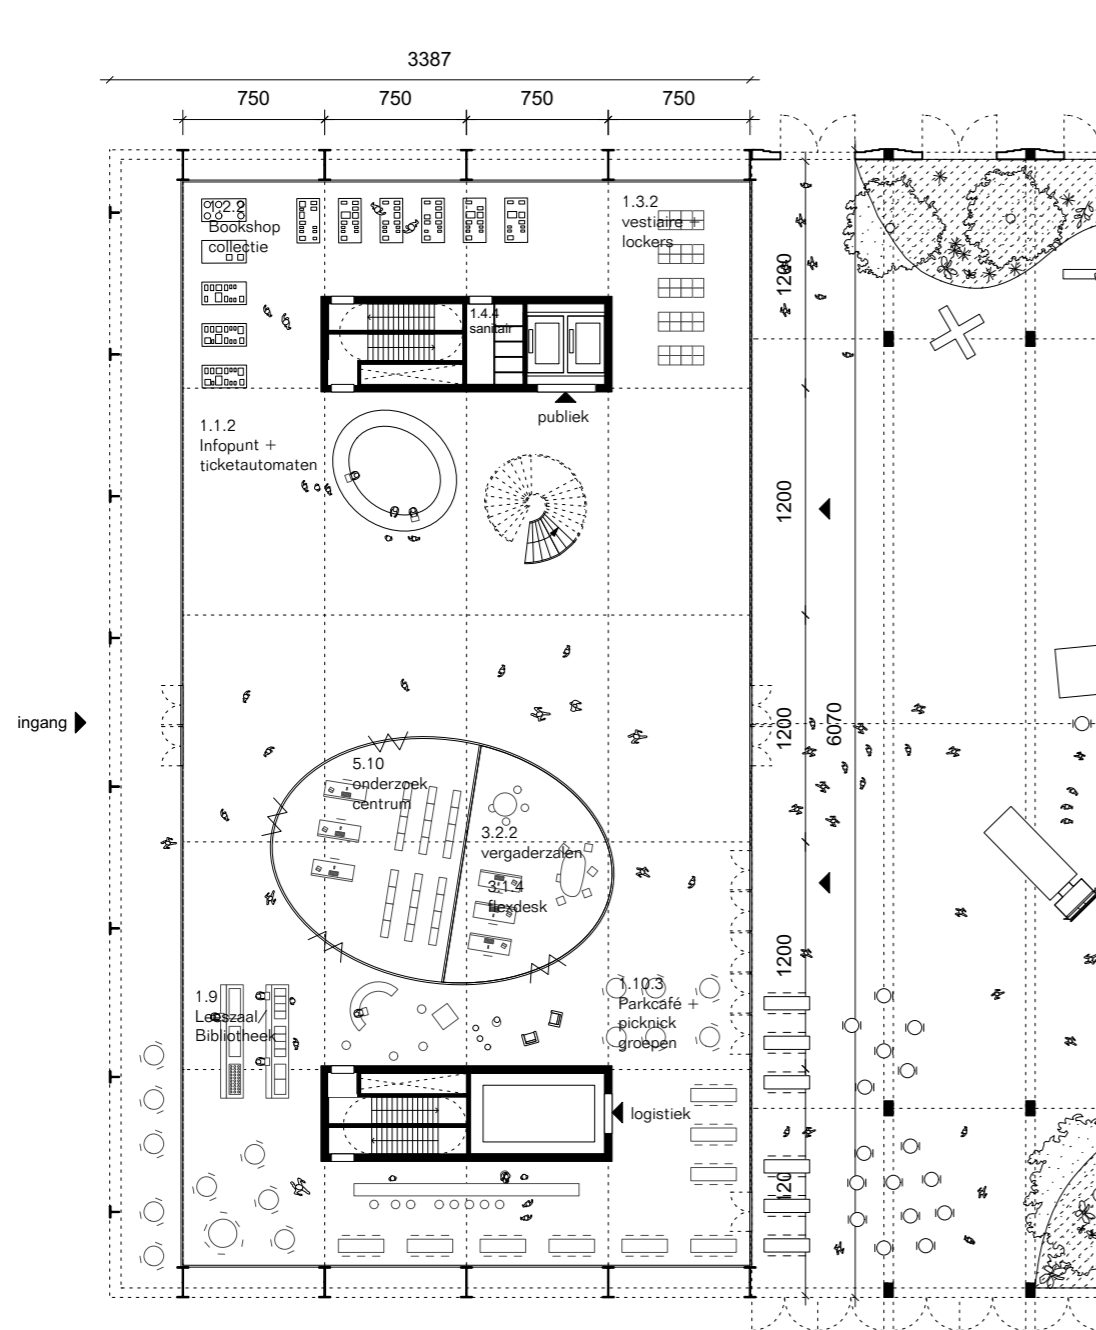 3387
750 750 750 750
1.2.2
Bookshop
collectie
1.3.2
vestiaire +
lockers
1200
1.4.4
sanitair
publiek
1.1.2
Infopunt +
ticketautomaten
1200
ingang
1200
6070
5.10
onderzoek
centrum
3.2.2
vergaderzalen
3.1.4
flexdesk
1200
1.9
Leeszaal/
Bibliotheek
1.10.3
Parkcafé +
picknick
groepen
logistiek
120